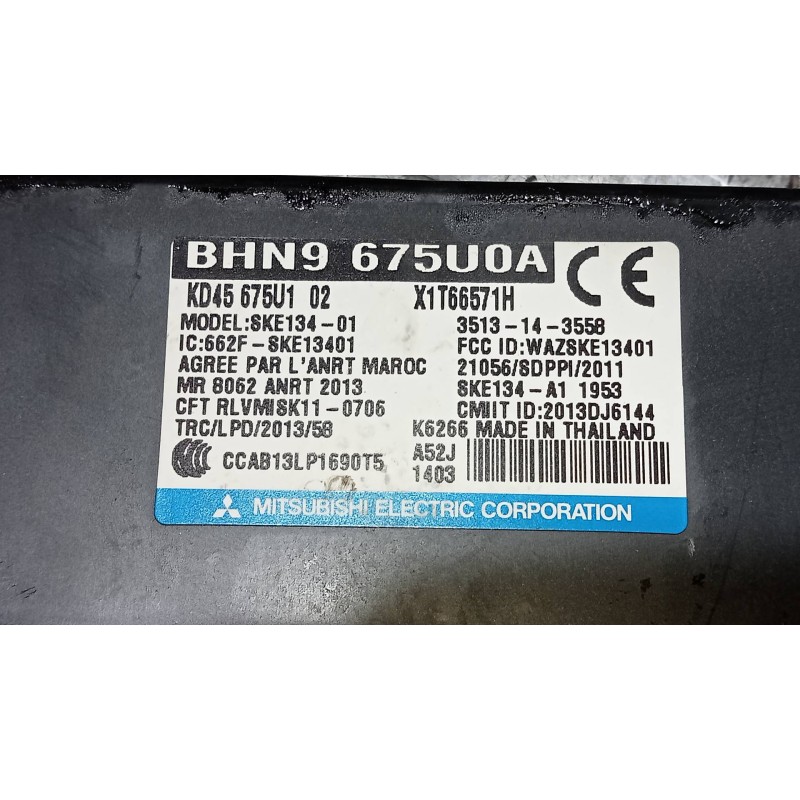 BHN9 675U0A
CE
KD45 675U1 02 X1T66571H
MODEL:SKE134-01 3513-14-3558
IC:662F-SKE13401 FCC ID:WAZSKE13401
AGREE PAR L'ANRT MAROC 21056/SDPPI/2011
MR 8062 ANRT 2013 SKE134-A1 1953
CFT RLVMISK11-0706 CMIIT ID:2013DJ6144
TRC/LPD/2013/58 K6266 MADE IN THAILAND
CCAB13LP1690T5 A52J
1403
MITSUBISHI ELECTRIC CORPORATION